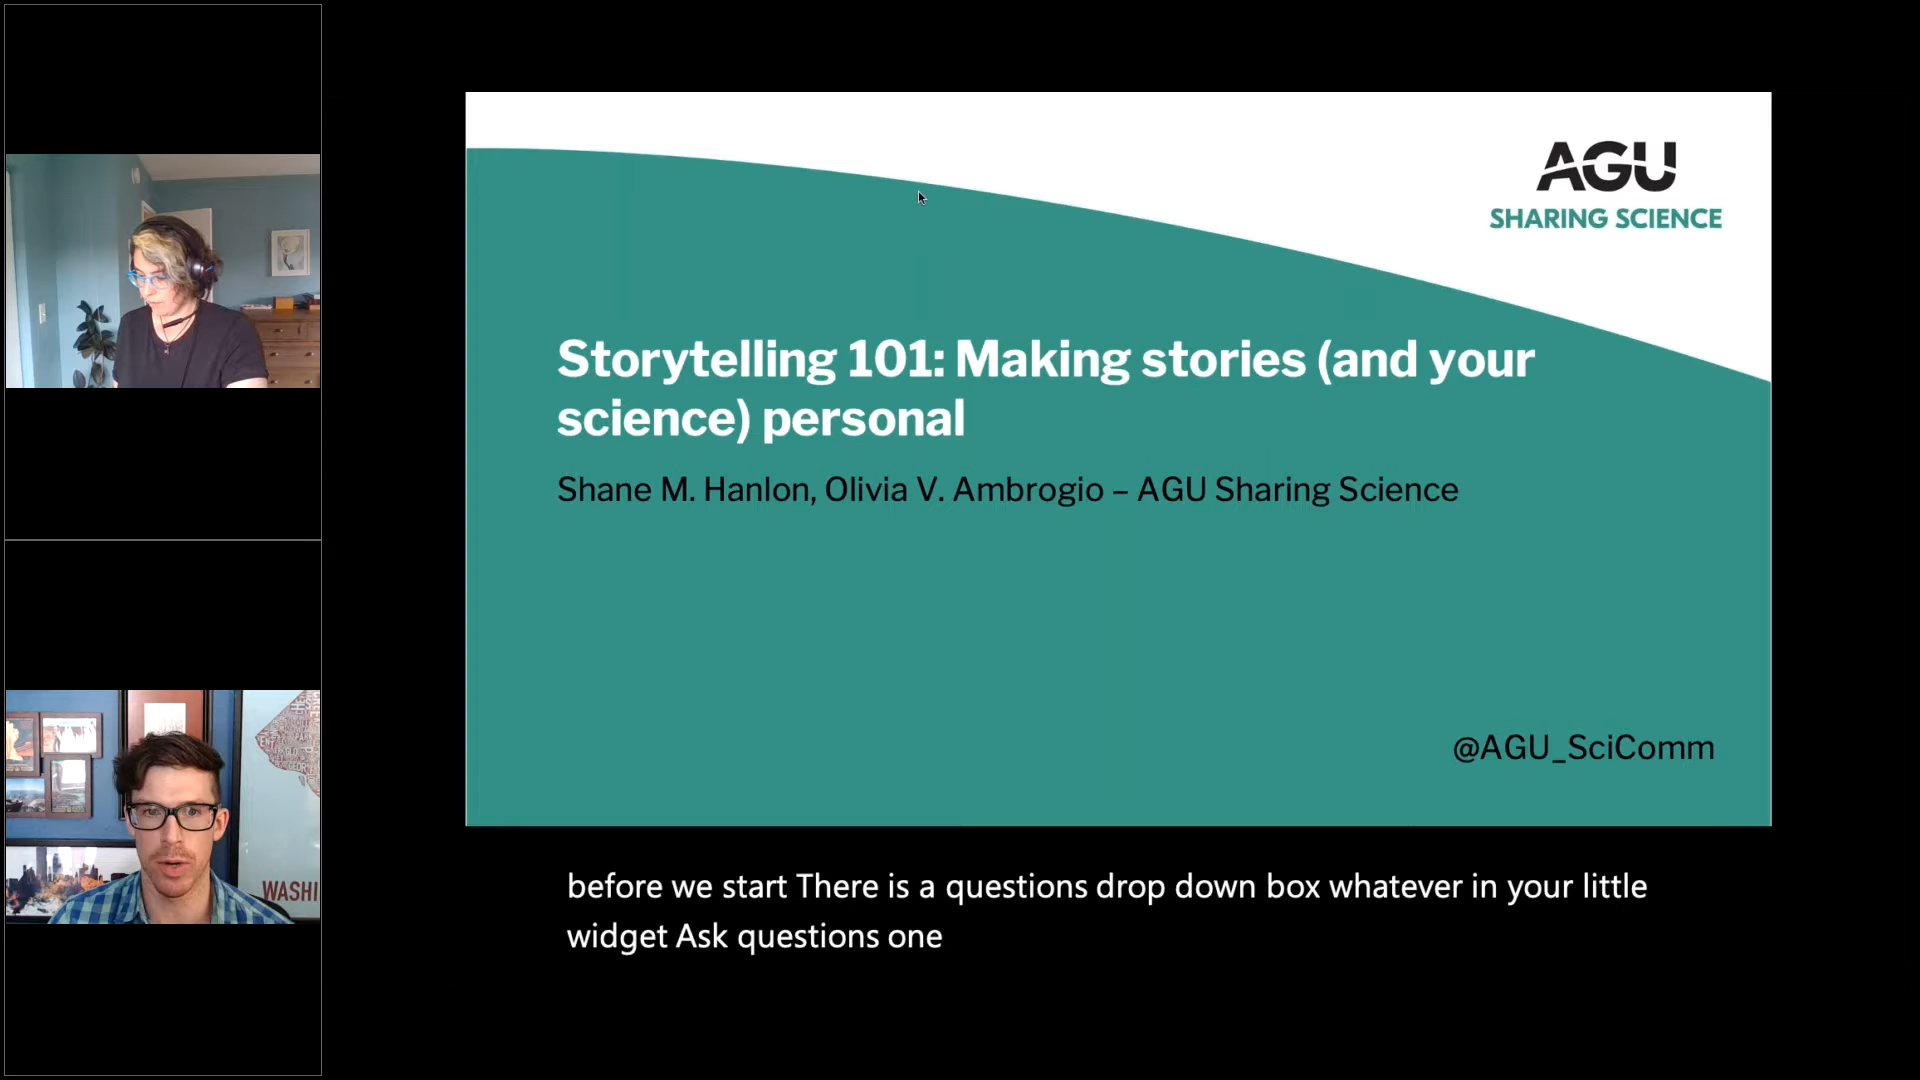 AGU
SHARING SCIENCE
Storytelling 101: Making stories (and your
science) personal
Shane M. Hanlon, Olivia V. Ambrogio – AGU Sharing Science
@AGU_SciComm
WASHI
before we start There is a questions drop down box whatever in your little
widget Ask questions one